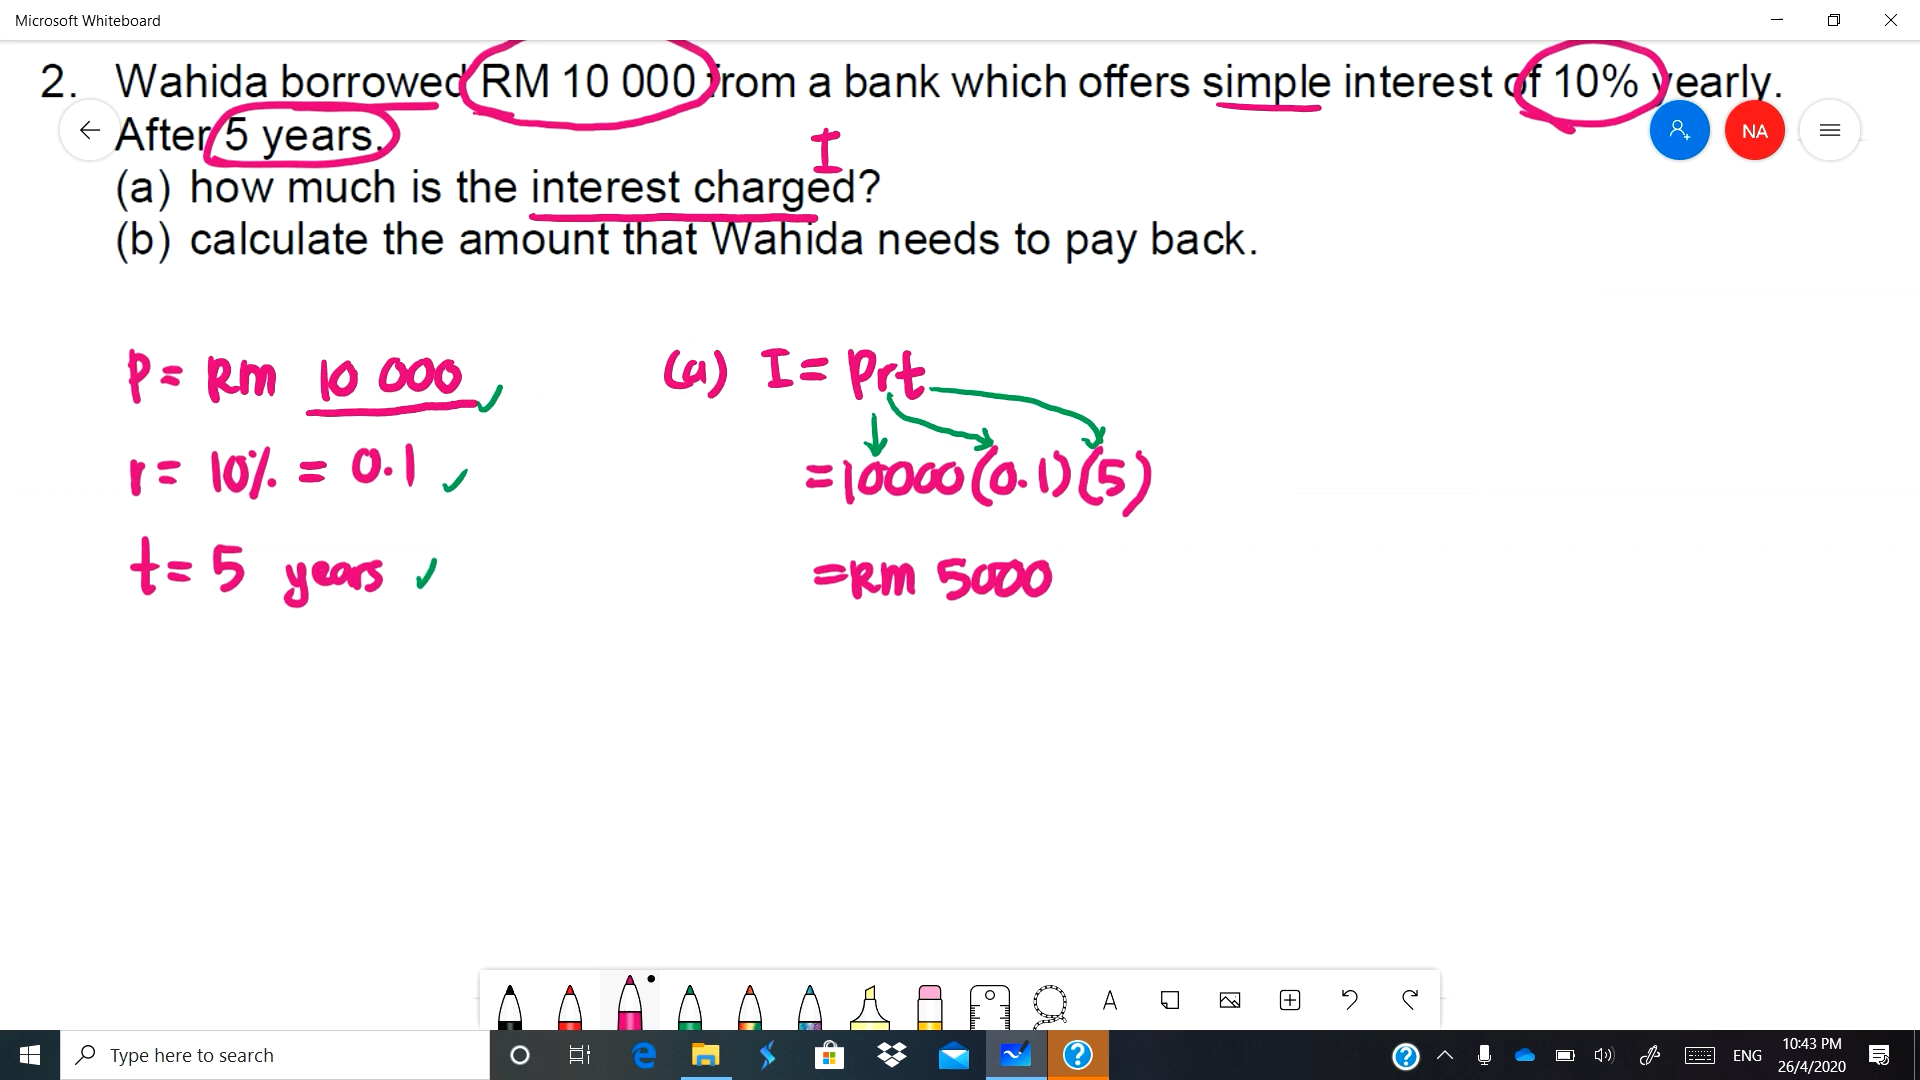 Microsoft Whiteboard
2. Wahida borrowed RM 10 000 from a bank which offers simple interest of 10% yearly.
After 5 years.
I
(a) how much is the interest charged?
(b) calculate the amount that Wahida needs to pay back.
NA
P = Rm 10 000
r = 10% = 0.1
t = 5 years
(a) I = Prt
= 10000(0.1)(5)
= Rm 5000
A
Type here to search
ENG
10:43 PM
26/4/2020